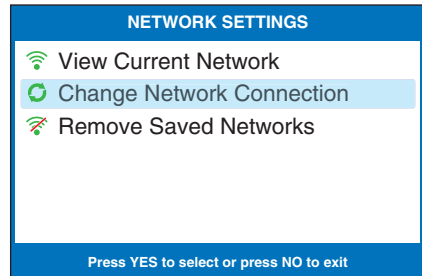 NETWORK SETTINGS
View Current Network
Change Network Connection
Remove Saved Networks
Press YES to select or press NO to exit